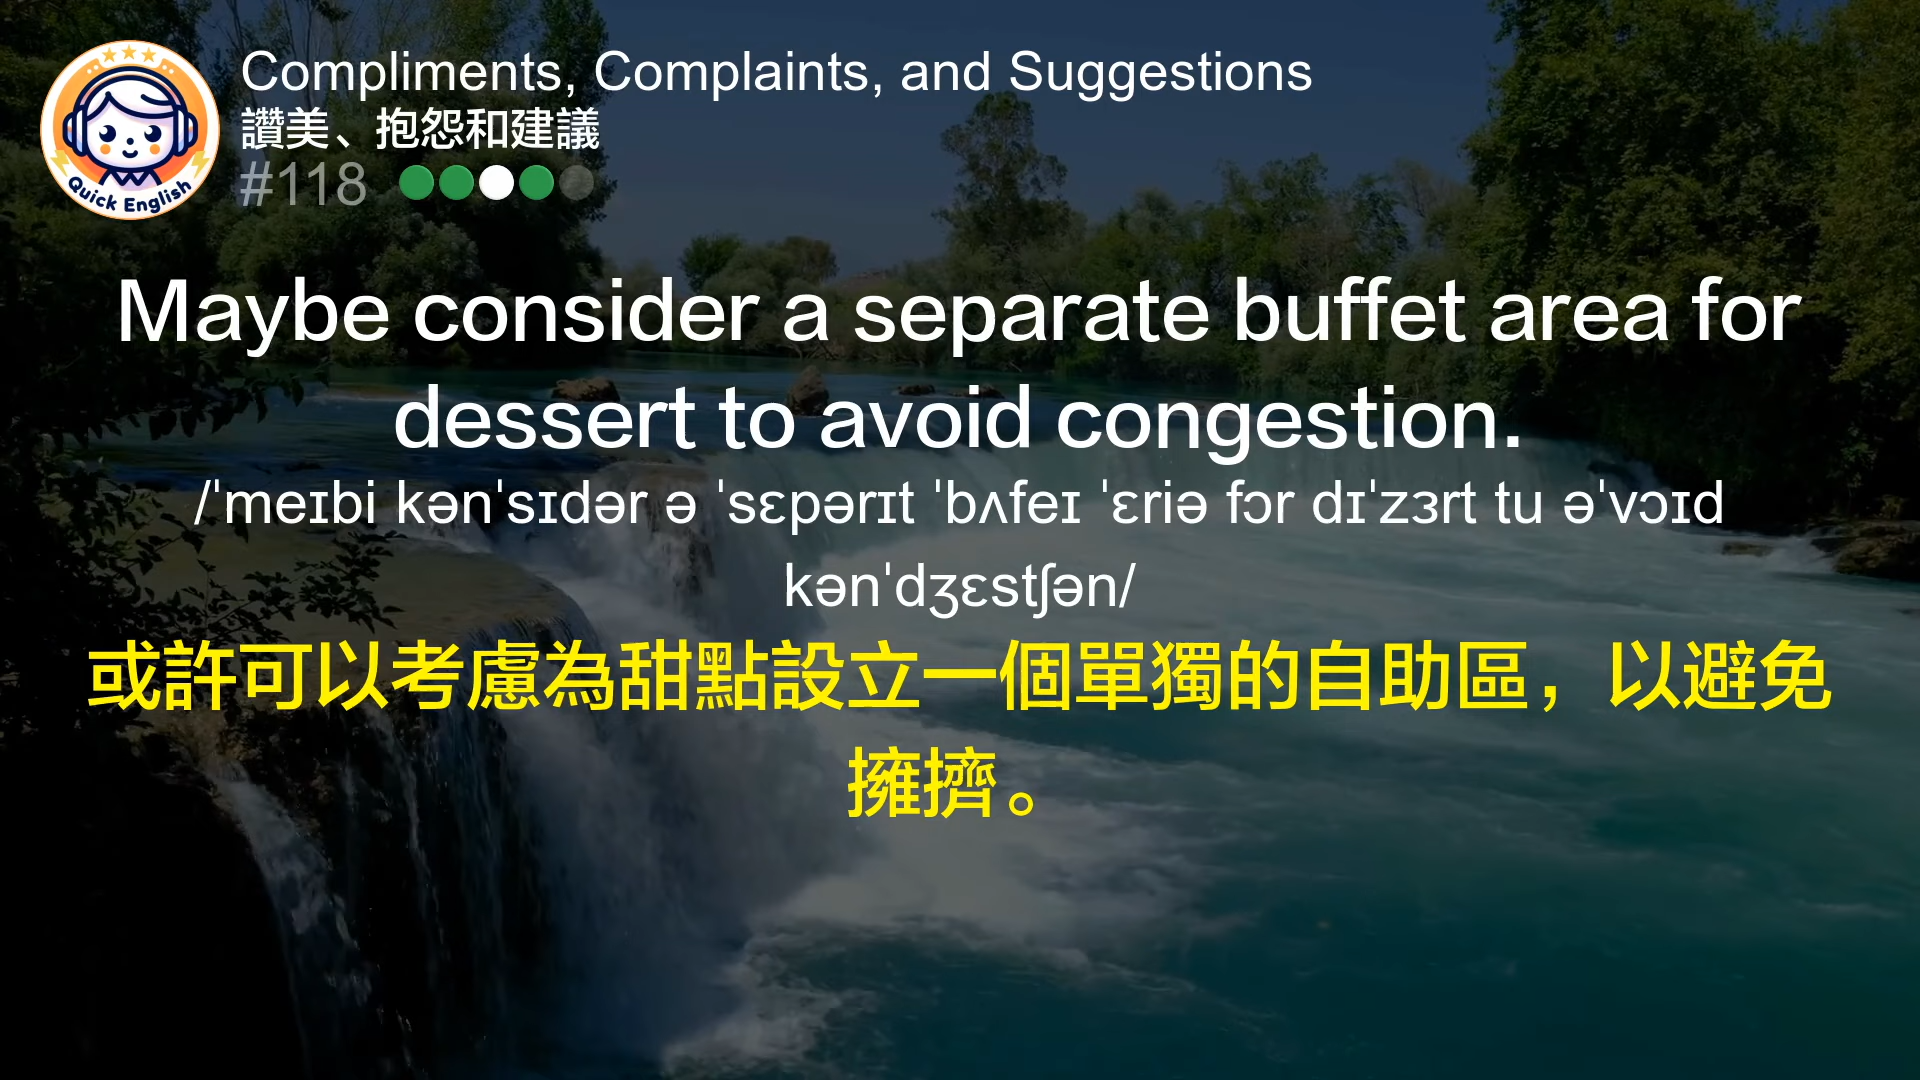 Compliments, Complaints, and Suggestions
讚美、抱怨和建議
#118
Quick English
Maybe consider a separate buffet area for
dessert to avoid congestion.
/ˈmeɪbi kənˈsɪdər ə ˈsɛpərɪt ˈbʌfeɪ ˈɛriə fɔr dɪˈzɜrt tu əˈvɔɪd
kənˈdʒɛstʃən/
或許可以考慮為甜點設立一個單獨的自助區，以避免
擁擠。